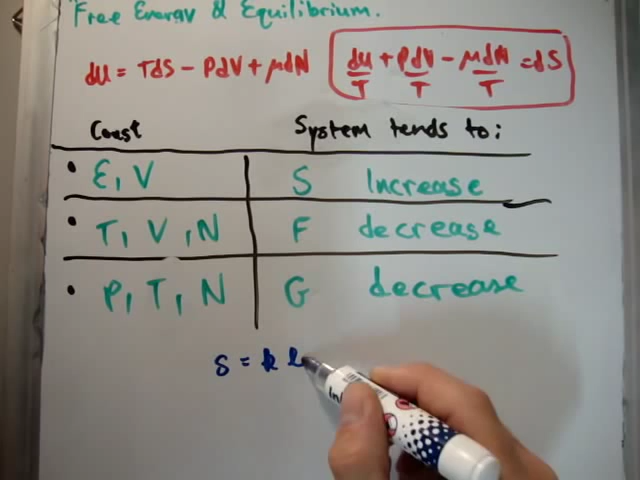 Free Energy & Equilibrium.
du = TdS - PdV + μdN
du/T + PdV/T - μdN/T = dS
Const System tends to:
• E, V S Increase
• T, V, N F decrease
• P, T, N G decrease
S = k l